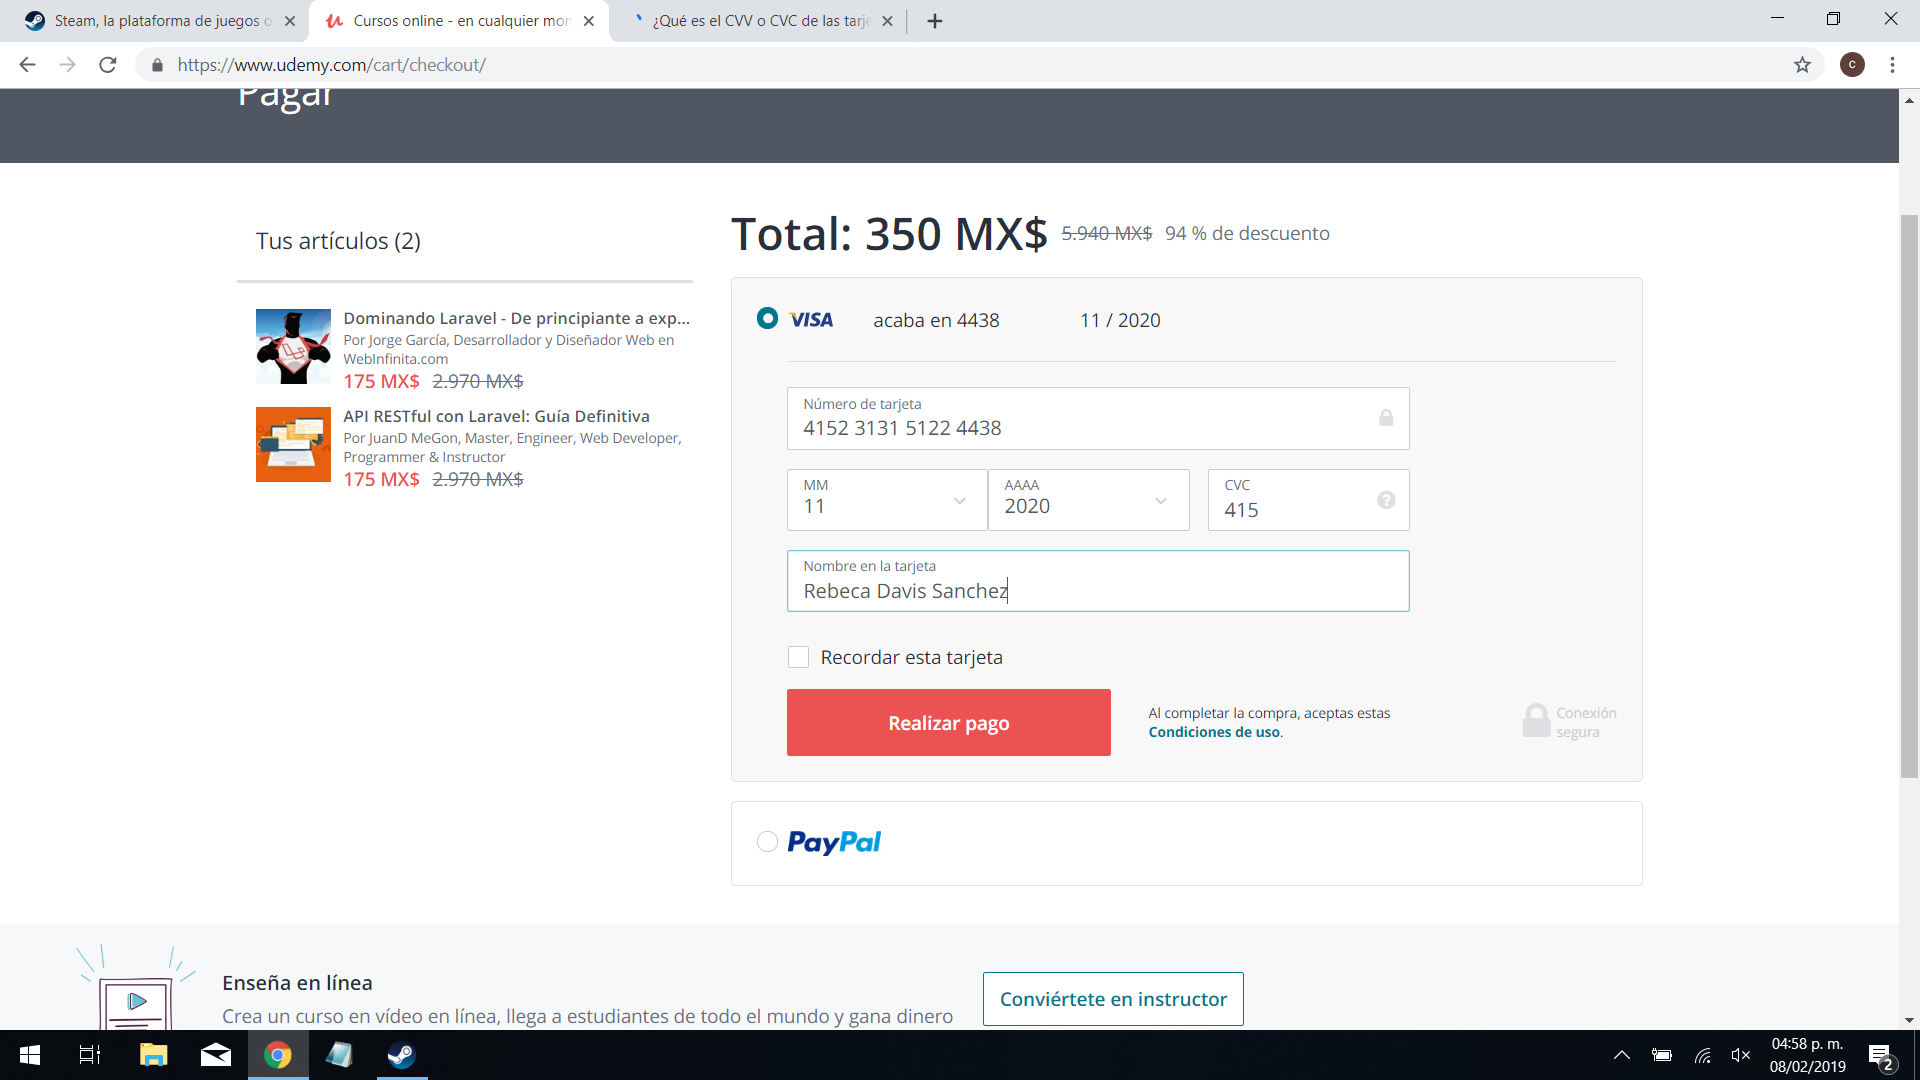 Steam, la plataforma de juegos o
Cursos online - en cualquier mom
¿Qué es el CVV o CVC de las tarje
https://www.udemy.com/cart/checkout/
C
Pagar
Tus artículos (2)
Dominando Laravel - De principiante a exp...
Por Jorge García, Desarrollador y Diseñador Web en
WebInfinita.com
175 MX$ 2.970 MX$
API RESTful con Laravel: Guía Definitiva
Por JuanD MeGon, Master, Engineer, Web Developer,
Programmer & Instructor
175 MX$ 2.970 MX$
Total: 350 MX$ 5.940 MX$ 94 % de descuento
VISA acaba en 4438 11 / 2020
Número de tarjeta
4152 3131 5122 4438
MM
11
AAAA
2020
CVC
415
Nombre en la tarjeta
Rebeca Davis Sanchez
Recordar esta tarjeta
Realizar pago
Al completar la compra, aceptas estas
Condiciones de uso.
Conexión
segura
PayPal
Enseña en línea
Crea un curso en vídeo en línea, llega a estudiantes de todo el mundo y gana dinero
Conviértete en instructor
04:58 p. m.
08/02/2019
2